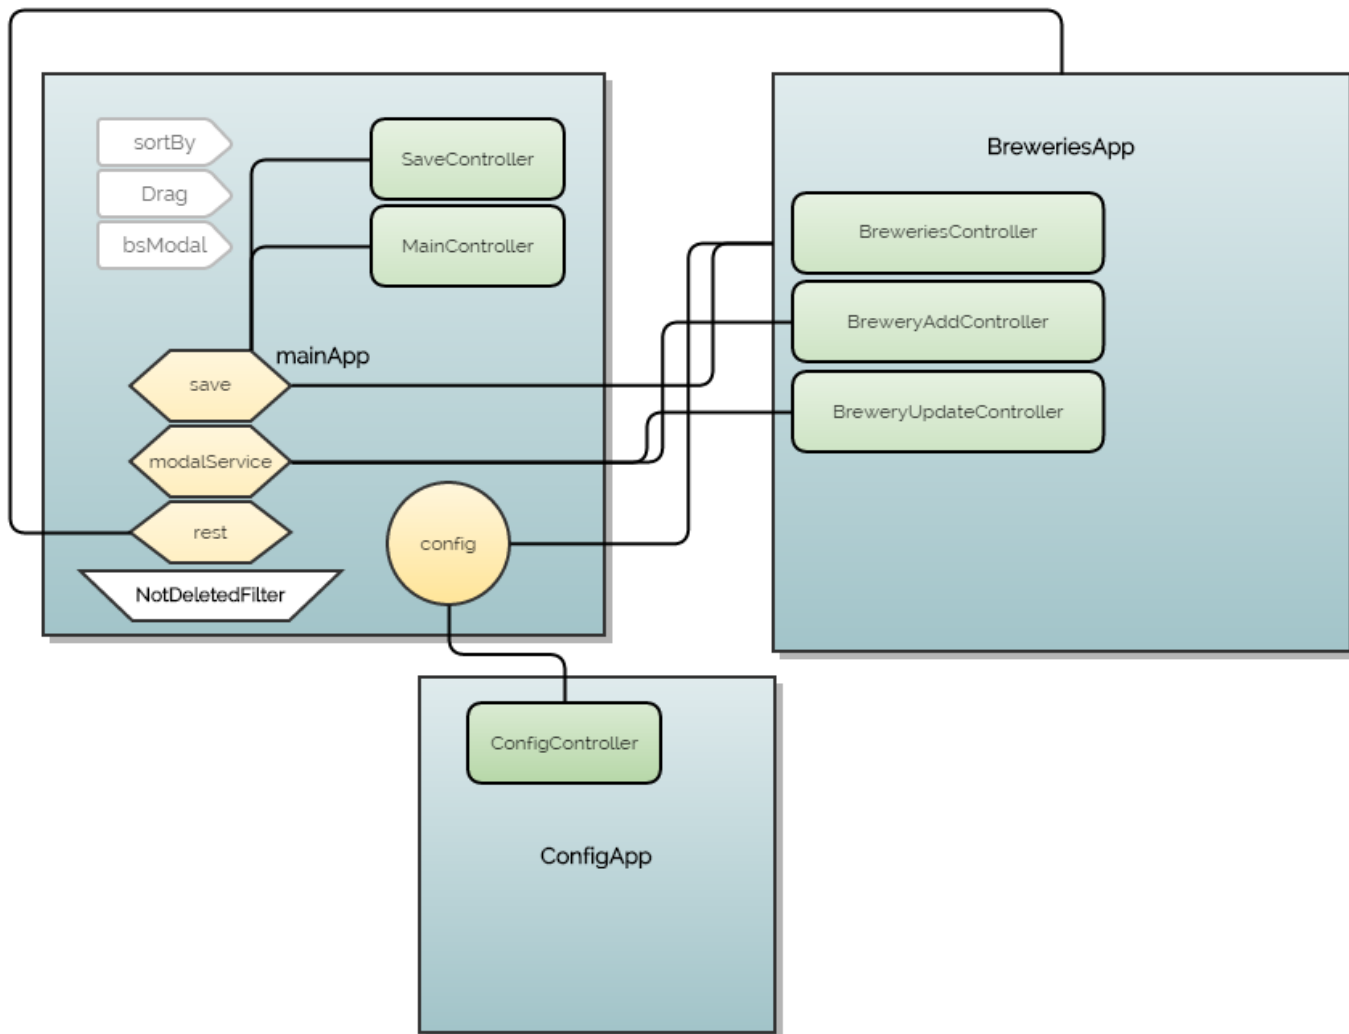 sortBy
Drag
bsModal
SaveController
MainController
mainApp
save
modalService
rest
NotDeletedFilter
config
BreweriesApp
BreweriesController
BreweryAddController
BreweryUpdateController
ConfigController
ConfigApp